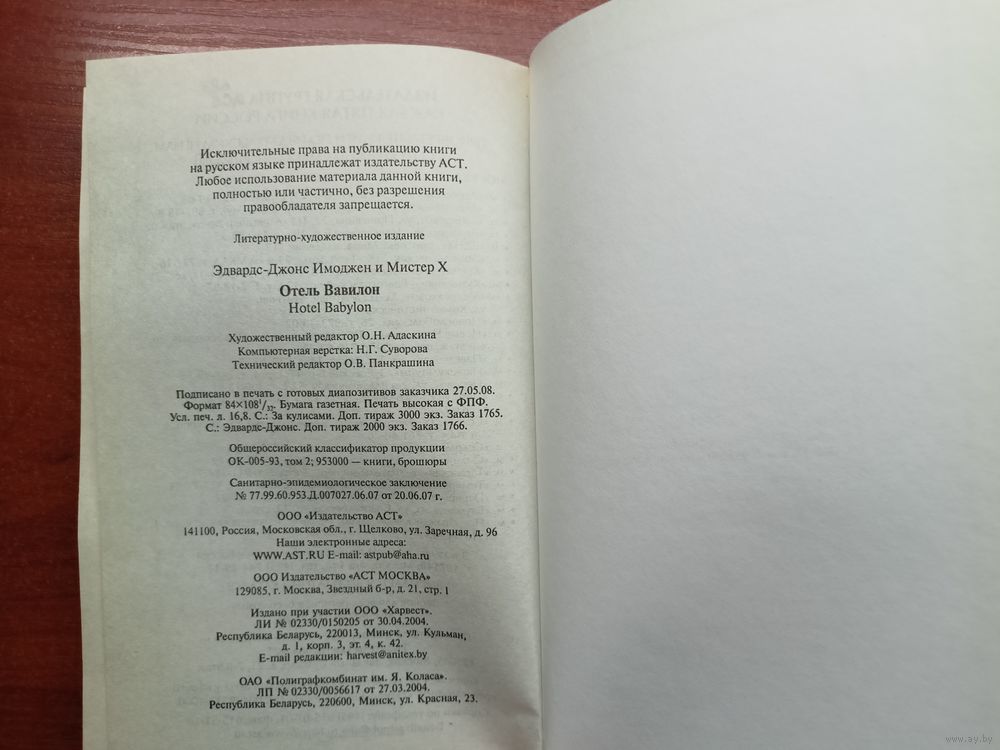 Исключительные права на публикацию книги
на русском языке принадлежат издательству АСТ.
Любое использование материала данной книги,
полностью или частично, без разрешения
правообладателя запрещается.
Литературно-художественное издание
Эдвардс-Джонс Имоджен и Мистер Х
Отель Вавилон
Hotel Babylon
Художественный редактор О.Н. Адаскина
Компьютерная верстка: Н.Г. Суворова
Технический редактор О.В. Панкрашина
Подписано в печать с готовых диапозитивов заказчика 27.05.08.
Формат 84×108¹/₃₂. Бумага газетная. Печать высокая с ФПФ.
Усл. печ. л. 16,8. С.: За кулисами. Доп. тираж 3000 экз. Заказ 1765.
С.: Эдвардс-Джонс. Доп. тираж 2000 экз. Заказ 1766.
Общероссийский классификатор продукции
ОК-005-93, том 2; 953000 — книги, брошюры
Санитарно-эпидемиологическое заключение
№ 77.99.60.953.Д.007027.06.07 от 20.06.07 г.
ООО «Издательство АСТ»
141100, Россия, Московская обл., г. Щелково, ул. Заречная, д. 96
Наши электронные адреса:
WWW.AST.RU E-mail: astpub@aha.ru
ООО Издательство «АСТ МОСКВА»
129085, г. Москва, Звездный б-р, д. 21, стр. 1
Издано при участии ООО «Харвест».
ЛИ № 02330/0150205 от 30.04.2004.
Республика Беларусь, 220013, Минск, ул. Кульман,
д. 1, корп. 3, эт. 4, к. 42.
E-mail редакции: harvest@anitex.by
ОАО «Полиграфкомбинат им. Я. Коласа».
ЛП № 02330/0056617 от 27.03.2004.
Республика Беларусь, 220600, Минск, ул. Красная, 23.
www.ay.by